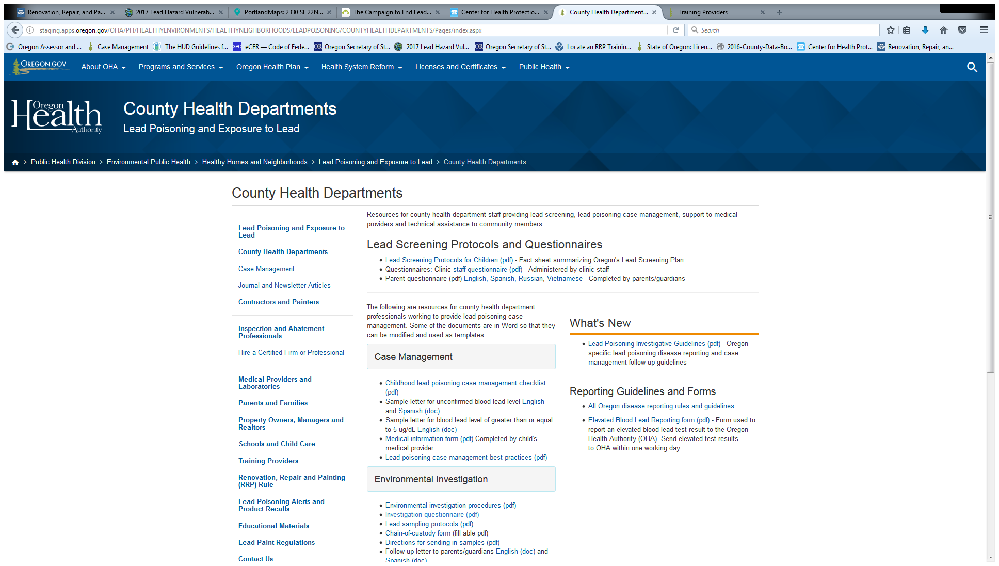 Renovation, Repair, and Pa...
2017 Lead Hazard Vulnerab...
PortlandMaps: 2330 SE 22N...
The Campaign to End Lead...
Center for Health Protectio...
County Health Department...
Training Providers
staging.apps.oregon.gov/OHA/PH/HEALTHYENVIRONMENTS/HEALTHYNEIGHBORHOODS/LEADPOISONING/COUNTYHEALTHDEPARTMENTS/Pages/index.aspx
Search
Oregon Assessor and ...
Case Management
The HUD Guidelines f...
GPO eCFR — Code of Fede...
OR Oregon Secretary of St...
2017 Lead Hazard Vul...
OR Oregon Secretary of St...
Locate an RRP Trainin...
State of Oregon: Licen...
2016-County-Data-Bo...
Center for Health Prot...
Renovation, Repair, an...
OREGON.GOV
About OHA
Programs and Services
Oregon Health Plan
Health System Reform
Licenses and Certificates
Public Health
Oregon
Health
Authority
County Health Departments
Lead Poisoning and Exposure to Lead
> Public Health Division > Environmental Public Health > Healthy Homes and Neighborhoods > Lead Poisoning and Exposure to Lead > County Health Departments
County Health Departments
Lead Poisoning and Exposure to
Lead
County Health Departments
Case Management
Journal and Newsletter Articles
Contractors and Painters
Inspection and Abatement
Professionals
Hire a Certified Firm or Professional
Medical Providers and
Laboratories
Parents and Families
Property Owners, Managers and
Realtors
Schools and Child Care
Training Providers
Renovation, Repair and Painting
(RRP) Rule
Lead Poisoning Alerts and
Product Recalls
Educational Materials
Lead Paint Regulations
Contact Us
Resources for county health department staff providing lead screening, lead poisoning case management, support to medical
providers and technical assistance to community members.
Lead Screening Protocols and Questionnaires
• Lead Screening Protocols for Children (pdf) - Fact sheet summarizing Oregon's Lead Screening Plan
• Questionnaires: Clinic staff questionnaire (pdf) - Administered by clinic staff
• Parent questionnaire (pdf) English, Spanish, Russian, Vietnamese - Completed by parents/guardians
The following are resources for county health department
professionals working to provide lead poisoning case
management. Some of the documents are in Word so that they
can be modified and used as templates.
Case Management
• Childhood lead poisoning case management checklist
(pdf)
• Sample letter for unconfirmed blood lead level-English
and Spanish (doc)
• Sample letter for blood lead level of greater than or equal
to 5 ug/dL-English (doc)
• Medical information form (pdf)-Completed by child's
medical provider
• Lead poisoning case management best practices (pdf)
Environmental Investigation
• Environmental investigation procedures (pdf)
• Investigation questionnaire (pdf)
• Lead sampling protocols (pdf)
• Chain-of-custody form (fill able pdf)
• Directions for sending in samples (pdf)
• Follow-up letter to parents/guardians-English (doc) and
Spanish (doc)
What's New
• Lead Poisoning Investigative Guidelines (pdf) - Oregon-
specific lead poisoning disease reporting and case
management follow-up guidelines
Reporting Guidelines and Forms
• All Oregon disease reporting rules and guidelines
• Elevated Blood Lead Reporting form (pdf) - Form used to
report an elevated blood lead test result to the Oregon
Health Authority (OHA). Send elevated test results
to OHA within one working day